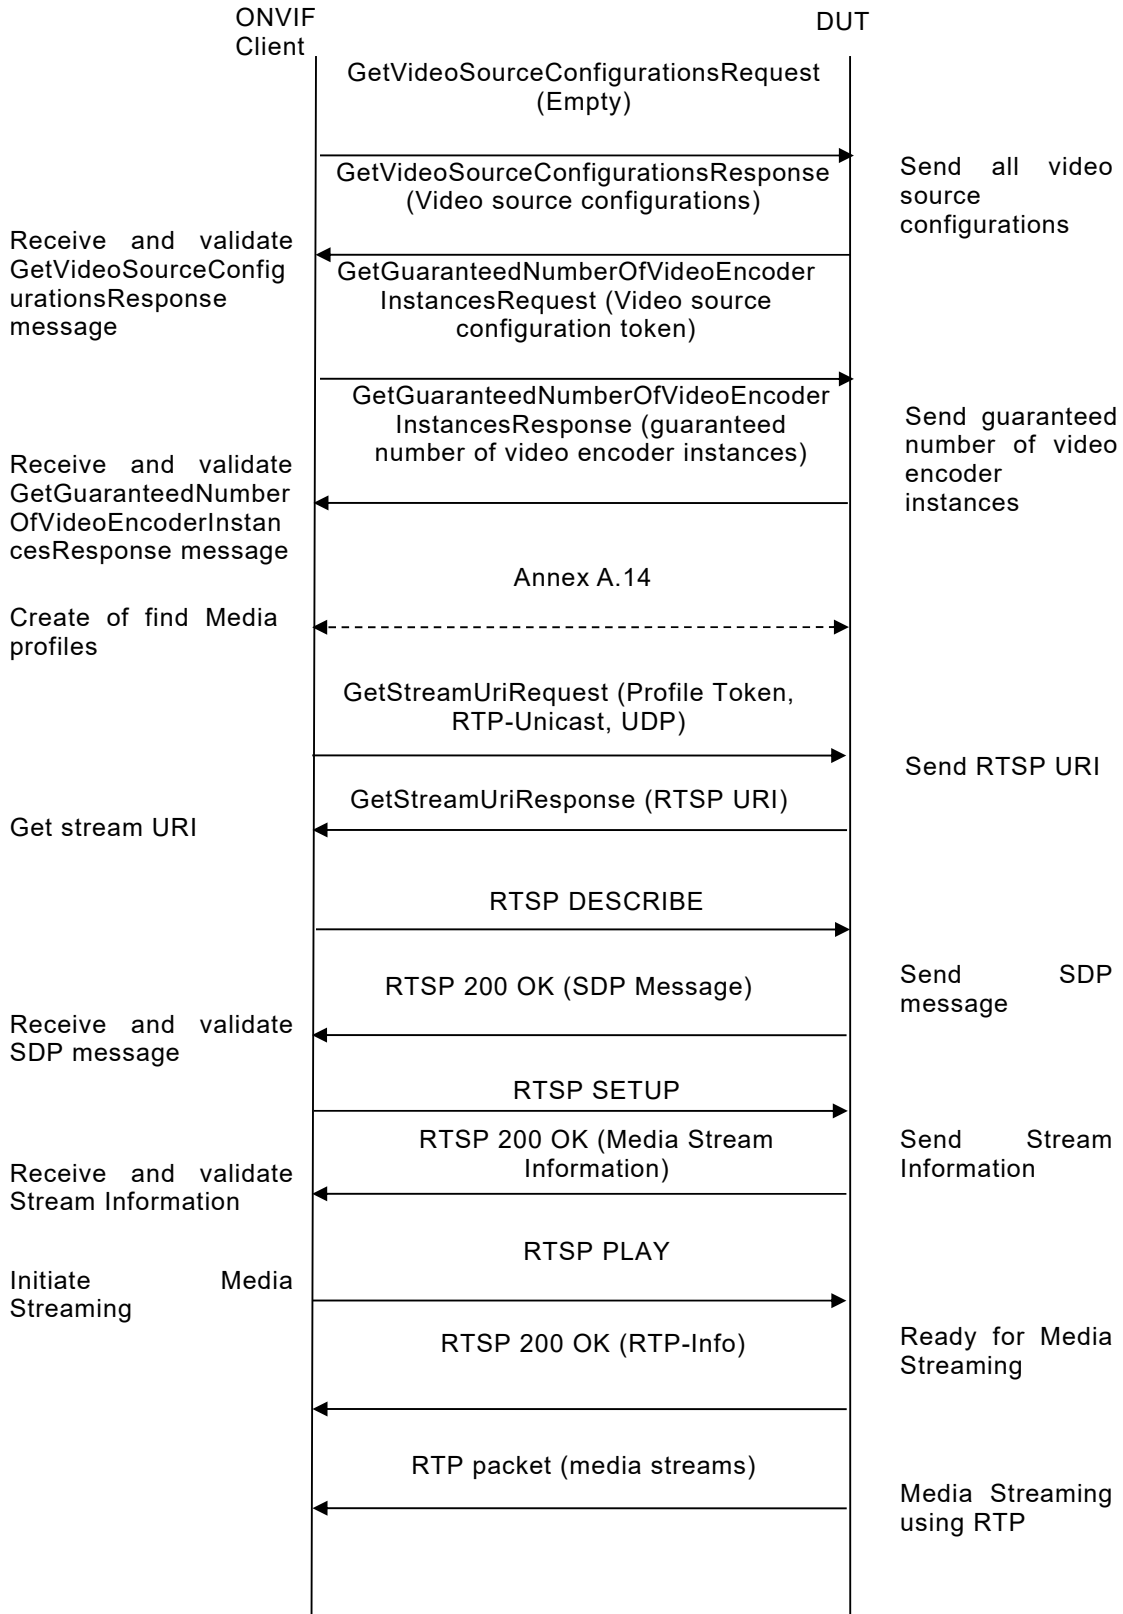 ONVIF
Client
DUT
GetVideoSourceConfigurationsRequest
(Empty)
GetVideoSourceConfigurationsResponse
(Video source configurations)
Send all video
source
configurations
Receive and validate
GetVideoSourceConfig
urationsResponse
message
GetGuaranteedNumberOfVideoEncoder
InstancesRequest (Video source
configuration token)
GetGuaranteedNumberOfVideoEncoder
InstancesResponse (guaranteed
number of video encoder instances)
Send guaranteed
number of video
encoder
instances
Receive and validate
GetGuaranteedNumber
OfVideoEncoderInstan
cesResponse message
Annex A.14
Create of find Media
profiles
GetStreamUriRequest (Profile Token,
RTP-Unicast, UDP)
Send RTSP URI
GetStreamUriResponse (RTSP URI)
Get stream URI
RTSP DESCRIBE
RTSP 200 OK (SDP Message)
Send SDP
message
Receive and validate
SDP message
RTSP SETUP
RTSP 200 OK (Media Stream
Information)
Send Stream
Information
Receive and validate
Stream Information
RTSP PLAY
Initiate Media
Streaming
RTSP 200 OK (RTP-Info)
Ready for Media
Streaming
RTP packet (media streams)
Media Streaming
using RTP